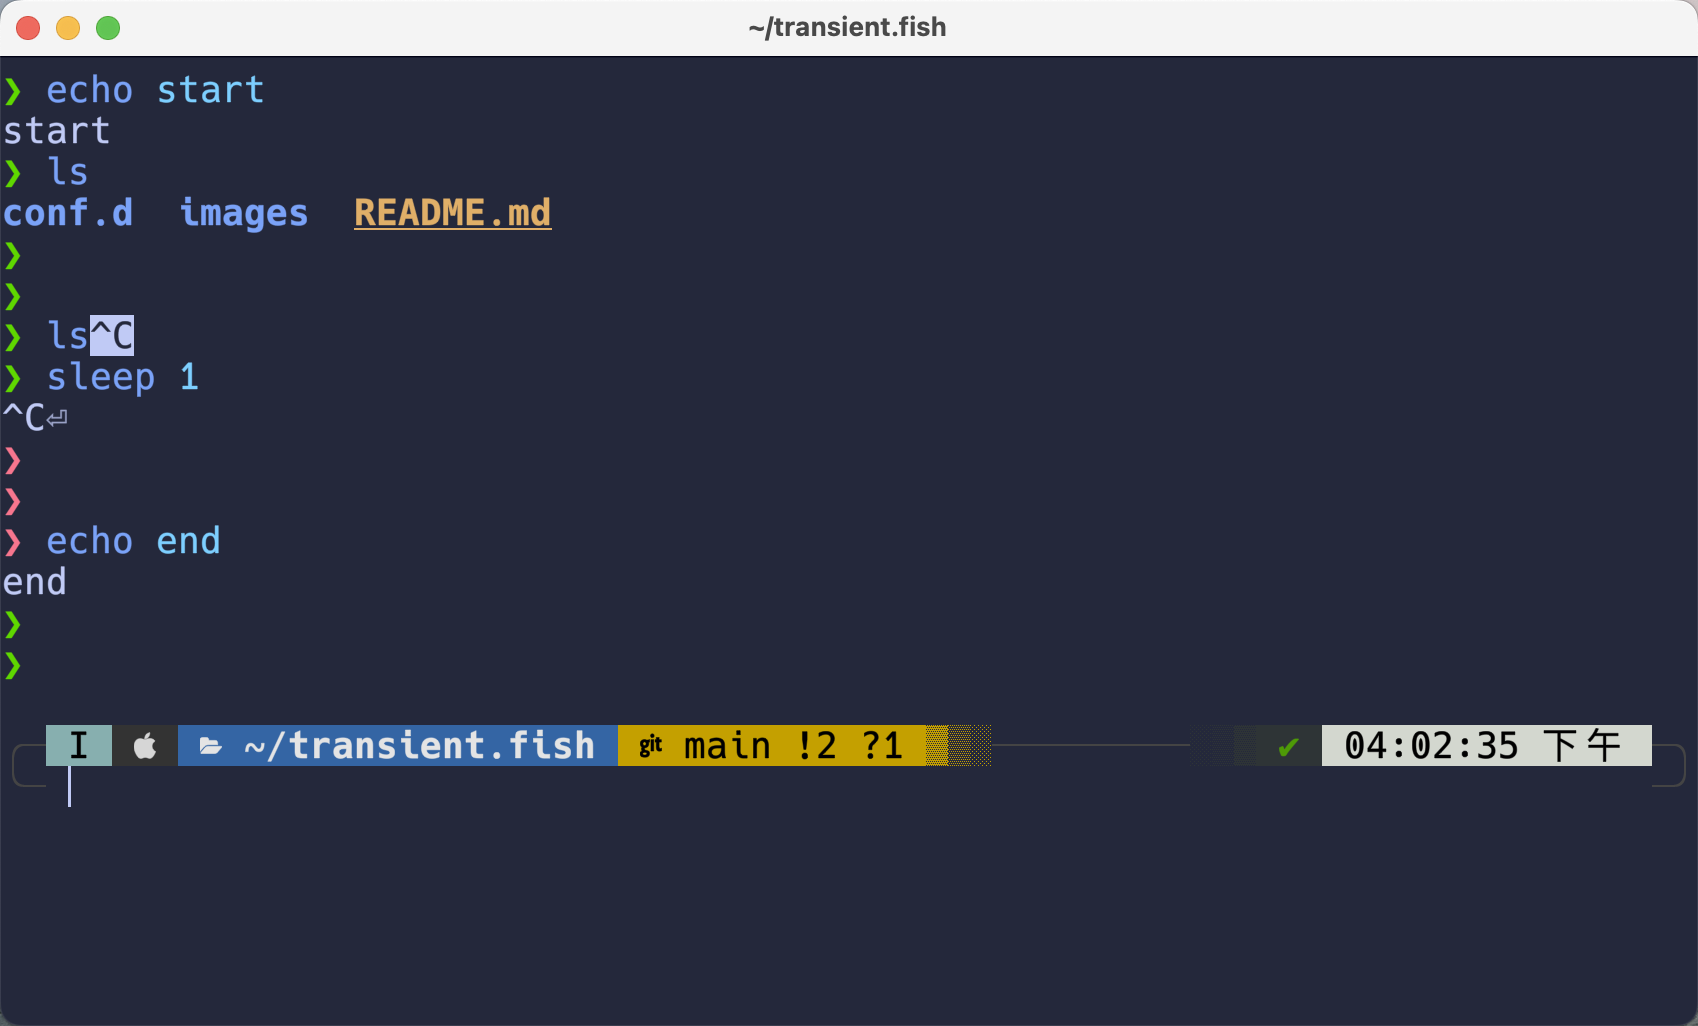 ~/transient.fish
❯ echo start
start
❯ ls
conf.d images README.md
❯
❯
❯ ls^C
❯ sleep 1
^C⏎
❯
❯
❯ echo end
end
❯
❯
I ~/transient.fish git main !2 ?1 ✔ 04:02:35 下午